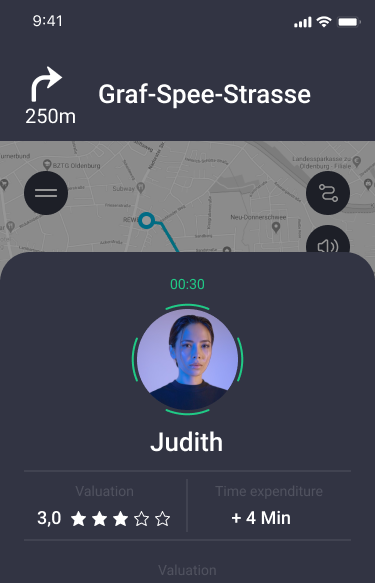 9:41
250m
Graf-Spee-Strasse
BZTG Oldenburg
Landessparkasse zu
Oldenburg - Filiale
Subway
REWE
Neu-Donnerschwee
00:30
Judith
Valuation
Time expenditure
3,0
+ 4 Min
Valuation